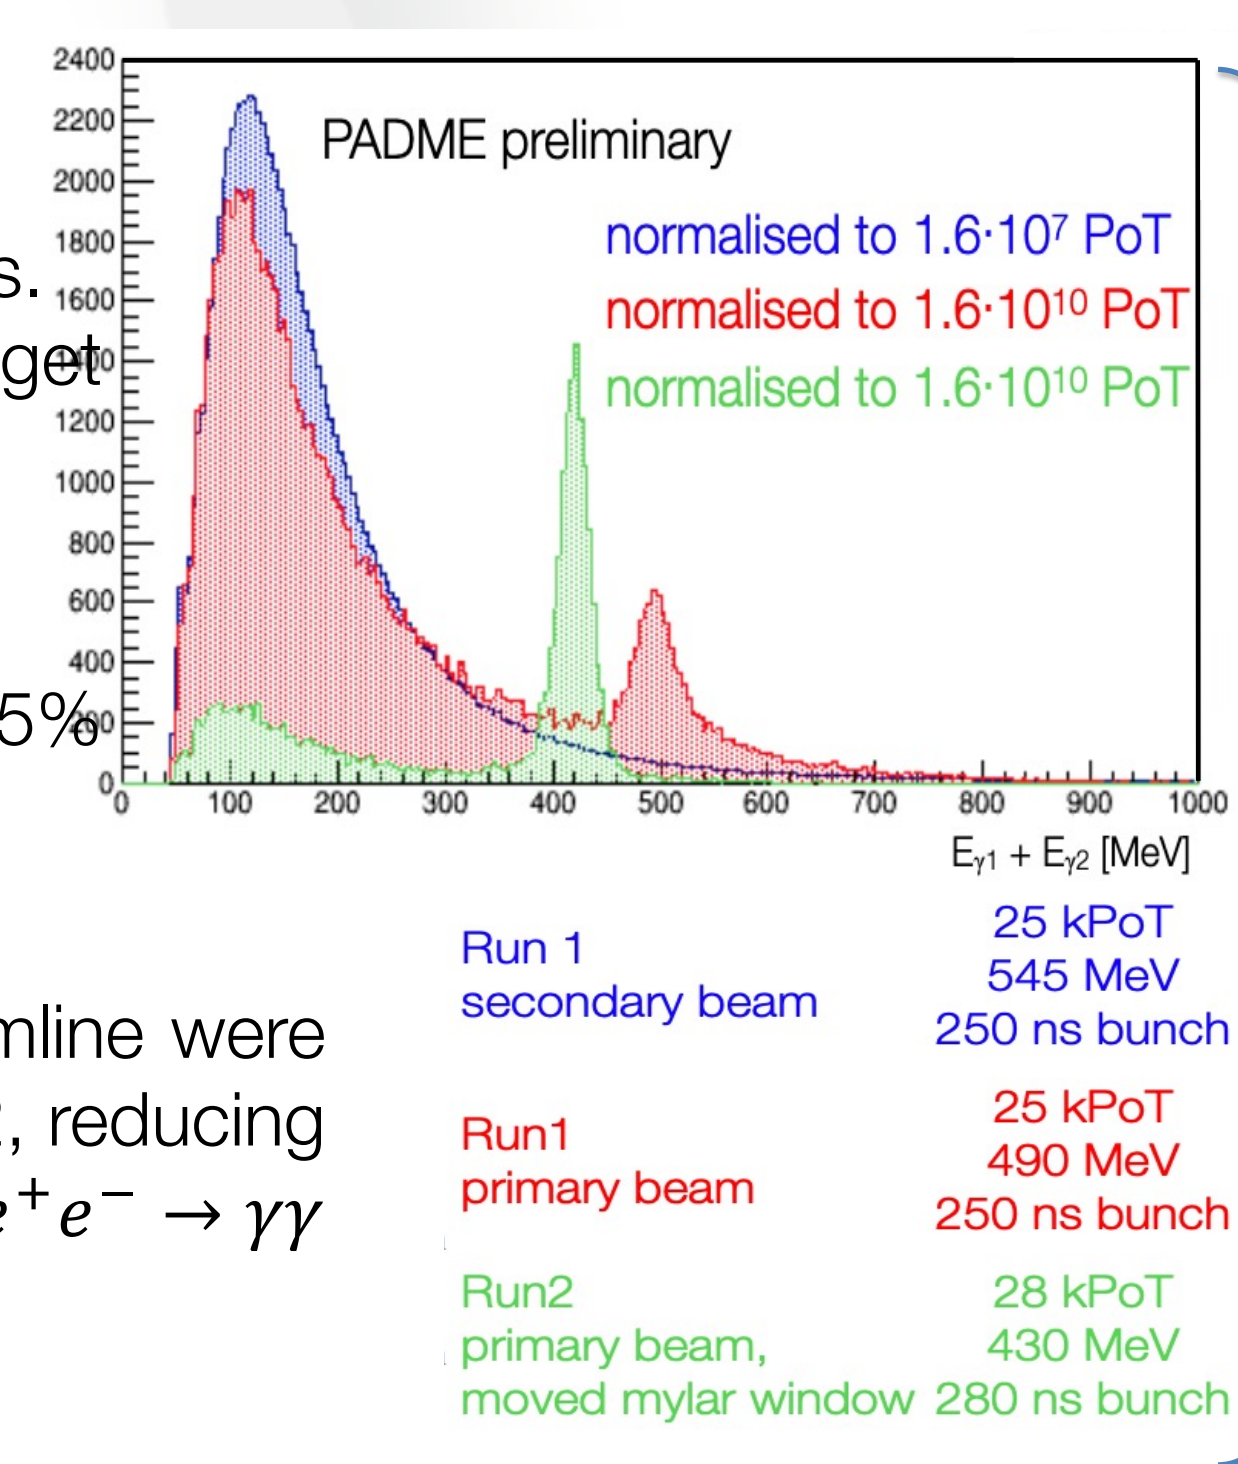 2400
2200
2000
1800
1600
1400
1200
1000
800
600
400
200
0
0 100 200 300 400 500 600 700 800 900 1000
PADME preliminary
normalised to 1.6·10⁷ PoT
normalised to 1.6·10¹⁰ PoT
normalised to 1.6·10¹⁰ PoT
Eγ1 + Eγ2 [MeV]
s.
get
5%
mline were
, reducing
e⁺e⁻ → γγ
Run 1
secondary beam
25 kPoT
545 MeV
250 ns bunch
Run1
primary beam
25 kPoT
490 MeV
250 ns bunch
Run2
primary beam,
moved mylar window
28 kPoT
430 MeV
280 ns bunch